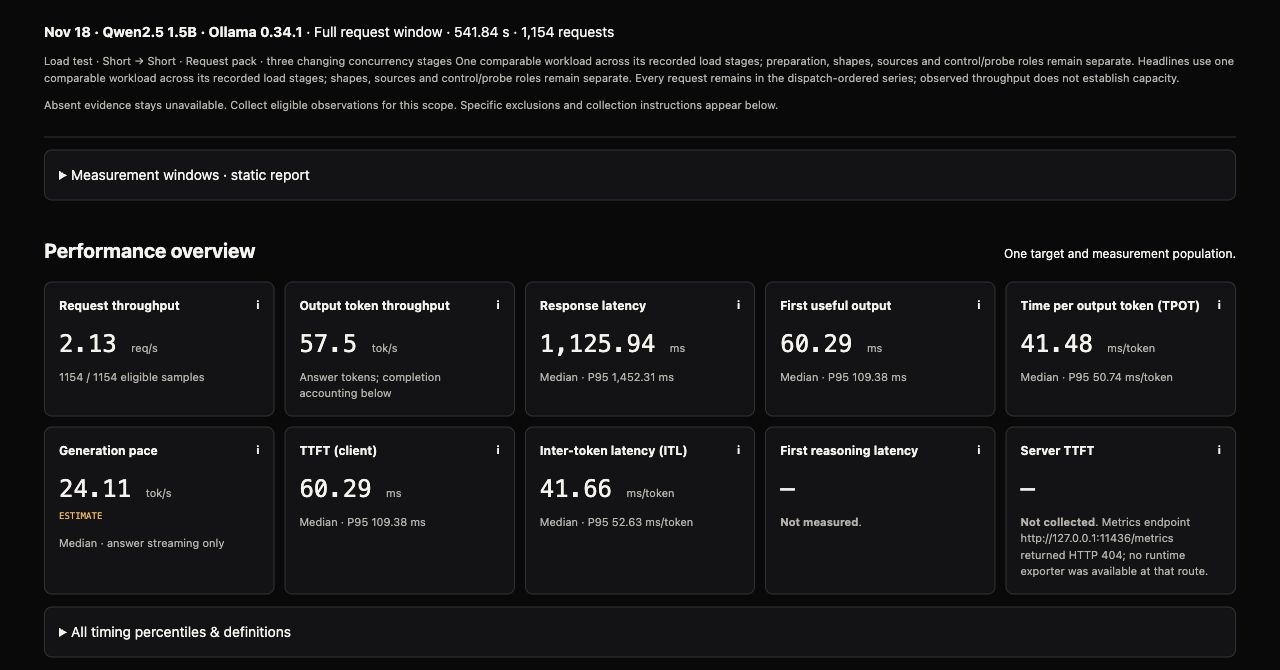 Nov 18 · Qwen2.5 1.5B · Ollama 0.34.1 · Full request window · 541.84 s · 1,154 requests
Load test · Short → Short · Request pack · three changing concurrency stages One comparable workload across its recorded load stages; preparation, shapes, sources and control/probe roles remain separate. Headlines use one
comparable workload across its recorded load stages; shapes, sources and control/probe roles remain separate. Every request remains in the dispatch-ordered series; observed throughput does not establish capacity.
Absent evidence stays unavailable. Collect eligible observations for this scope. Specific exclusions and collection instructions appear below.
▶ Measurement windows · static report
Performance overview
One target and measurement population.
Request throughput i
2.13 req/s
1154 / 1154 eligible samples
Output token throughput i
57.5 tok/s
Answer tokens; completion
accounting below
Response latency i
1,125.94 ms
Median · P95 1,452.31 ms
First useful output i
60.29 ms
Median · P95 109.38 ms
Time per output token (TPOT) i
41.48 ms/token
Median · P95 50.74 ms/token
Generation pace i
24.11 tok/s
ESTIMATE
Median · answer streaming only
TTFT (client) i
60.29 ms
Median · P95 109.38 ms
Inter-token latency (ITL) i
41.66 ms/token
Median · P95 52.63 ms/token
First reasoning latency i
—
Not measured.
Server TTFT i
—
Not collected. Metrics endpoint
http://127.0.0.1:11436/metrics
returned HTTP 404; no runtime
exporter was available at that route.
▶ All timing percentiles & definitions